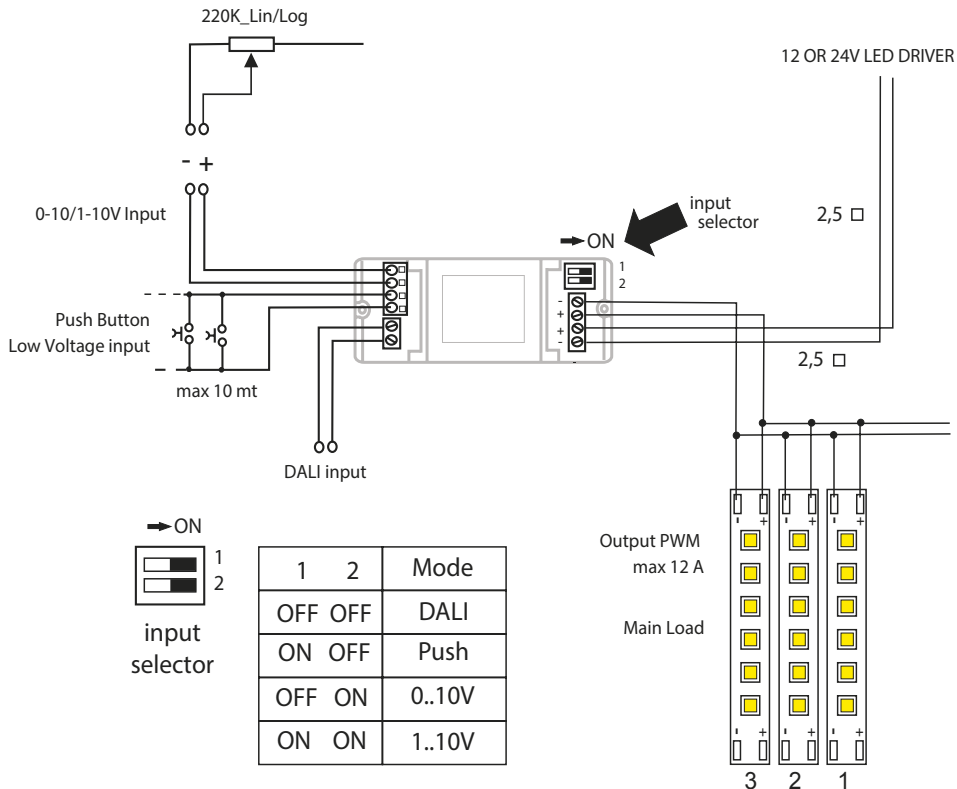 220K_Lin/Log
12 OR 24V LED DRIVER
- +
0-10/1-10V Input
input
selector
2,5 □
ON
1
2
-
+
+
-
Push Button
Low Voltage input
max 10 mt
2,5 □
DALI input
ON
1
2
input
selector
1 2 Mode
OFF OFF DALI
ON OFF Push
OFF ON 0..10V
ON ON 1..10V
Output PWM
max 12 A
Main Load
- + - + - +
- + - + - +
3 2 1